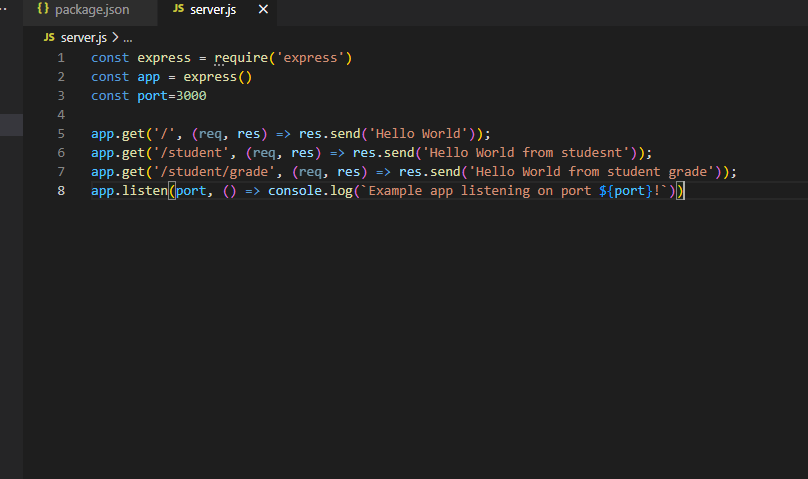 ·· {} package.json JS server.js ×
JS server.js > ...
1 const express = require('express')
2 const app = express()
3 const port=3000
4
5 app.get('/', (req, res) => res.send('Hello World'));
6 app.get('/student', (req, res) => res.send('Hello World from studesnt'));
7 app.get('/student/grade', (req, res) => res.send('Hello World from student grade'));
8 app.listen(port, () => console.log(`Example app listening on port ${port}!`))